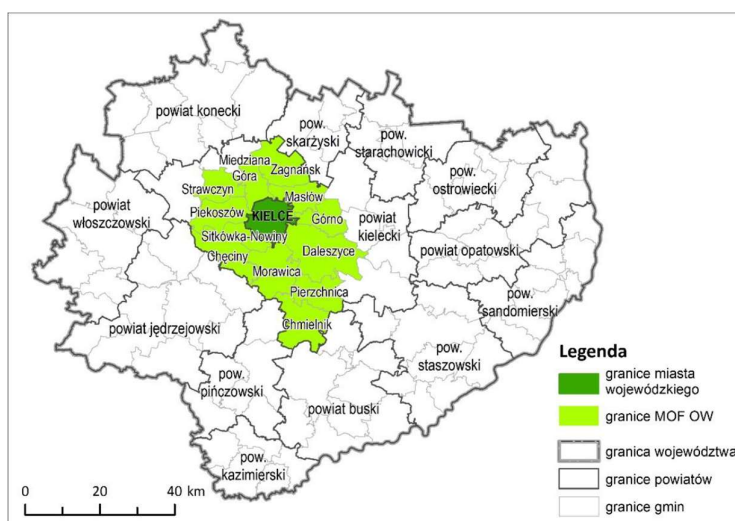 powiat konecki
pow.
skarżyski
pow.
starachowicki
pow.
ostrowiecki
Miedziana
Góra
Zagnańsk
Strawczyn
Masłów
powiat
włoszczowski
Piekoszów
KIELCE
Górno
powiat
kielecki
Sitkówka-Nowiny
Daleszyce
powiat opatowski
Chęciny
Morawica
Pierzchnica
pow.
sandomierski
Chmielnik
powiat jędrzejowski
pow.
staszowski
pow.
pińczowski
powiat buski
pow.
kazimierski
Legenda
granice miasta
wojewódzkiego
granice MOF OW
granica województwa
granice powiatów
granice gmin
0 20 40 km